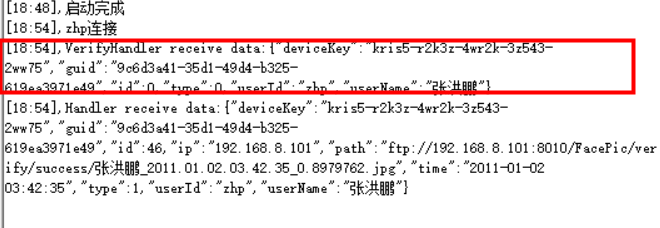 [18:48],启动完成
[18:54],zhp连接
[18:54],VerifyHandler receive data:{"deviceKey":"kris5-r2k3z-4wr2k-3z543-
2ww75","guid":"9c6d3a41-35d1-49d4-b325-
619ea3971e49","id":0,"type":0,"userId":"zhp","userName":"张洪鹏"}
[18:54],Handler receive data:{"deviceKey":"kris5-r2k3z-4wr2k-3z543-
2ww75","guid":"9c6d3a41-35d1-49d4-b325-
619ea3971e49","id":46,"ip":"192.168.8.101","path":"ftp://192.168.8.101:8010/FacePic/ver
ify/success/张洪鹏_2011.01.02.03.42.35_0.8979762.jpg","time":"2011-01-02
03:42:35","type":1,"userId":"zhp","userName":"张洪鹏"}